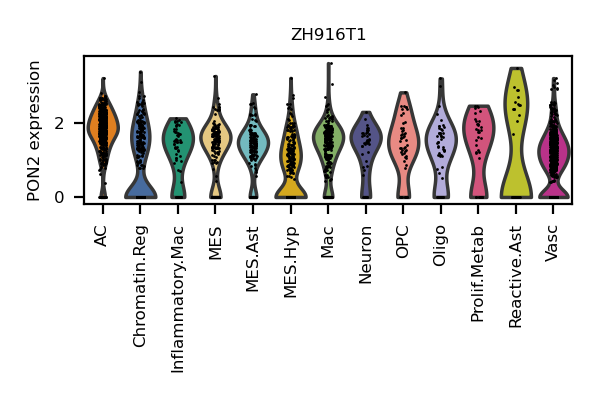 ZH916T1
PON2 expression
2
0
AC
Chromatin.Reg
Inflammatory.Mac
MES
MES.Ast
MES.Hyp
Mac
Neuron
OPC
Oligo
Prolif.Metab
Reactive.Ast
Vasc